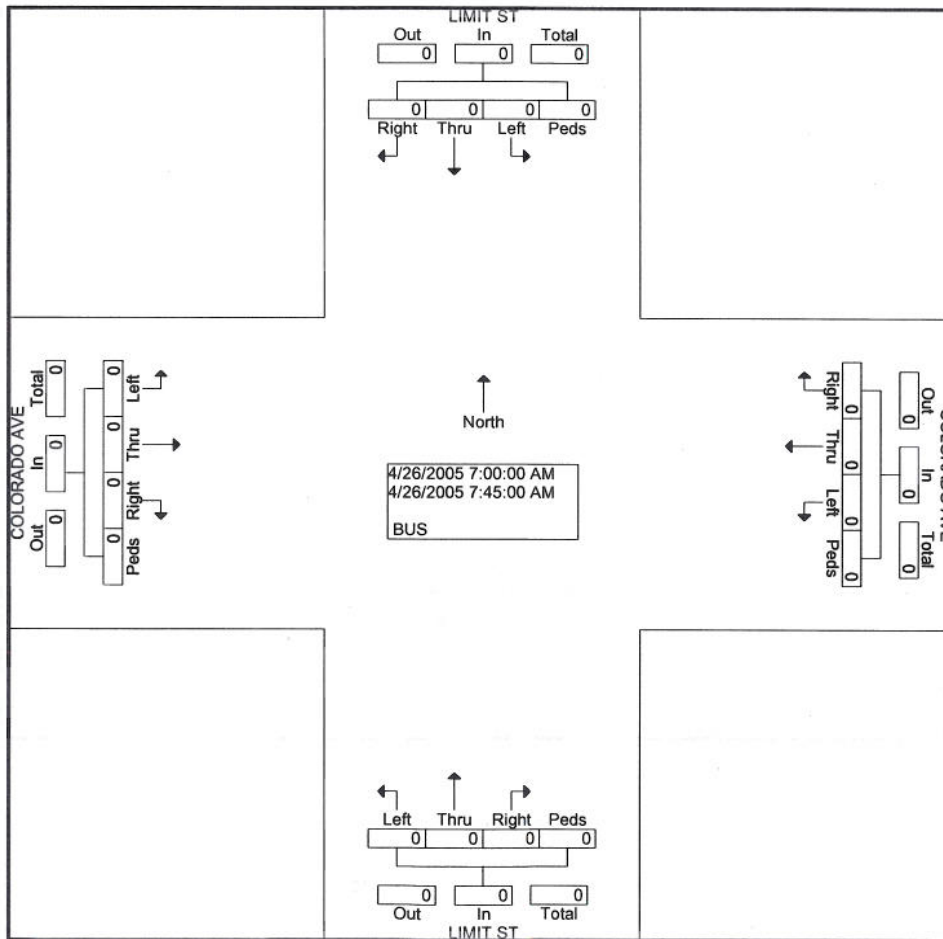 LIMIT ST
Out In Total
0 0 0
0 0 0 0
Right Thru Left Peds
COLORADO AVE
Total In Out
0 0 0
0 0 0 0
Left Thru Right Peds
North
4/26/2005 7:00:00 AM
4/26/2005 7:45:00 AM
BUS
Right Thru Left Peds
0 0 0 0
0 0 0
Out In Total
Left Thru Right Peds
0 0 0 0
0 0 0
Out In Total
LIMIT ST